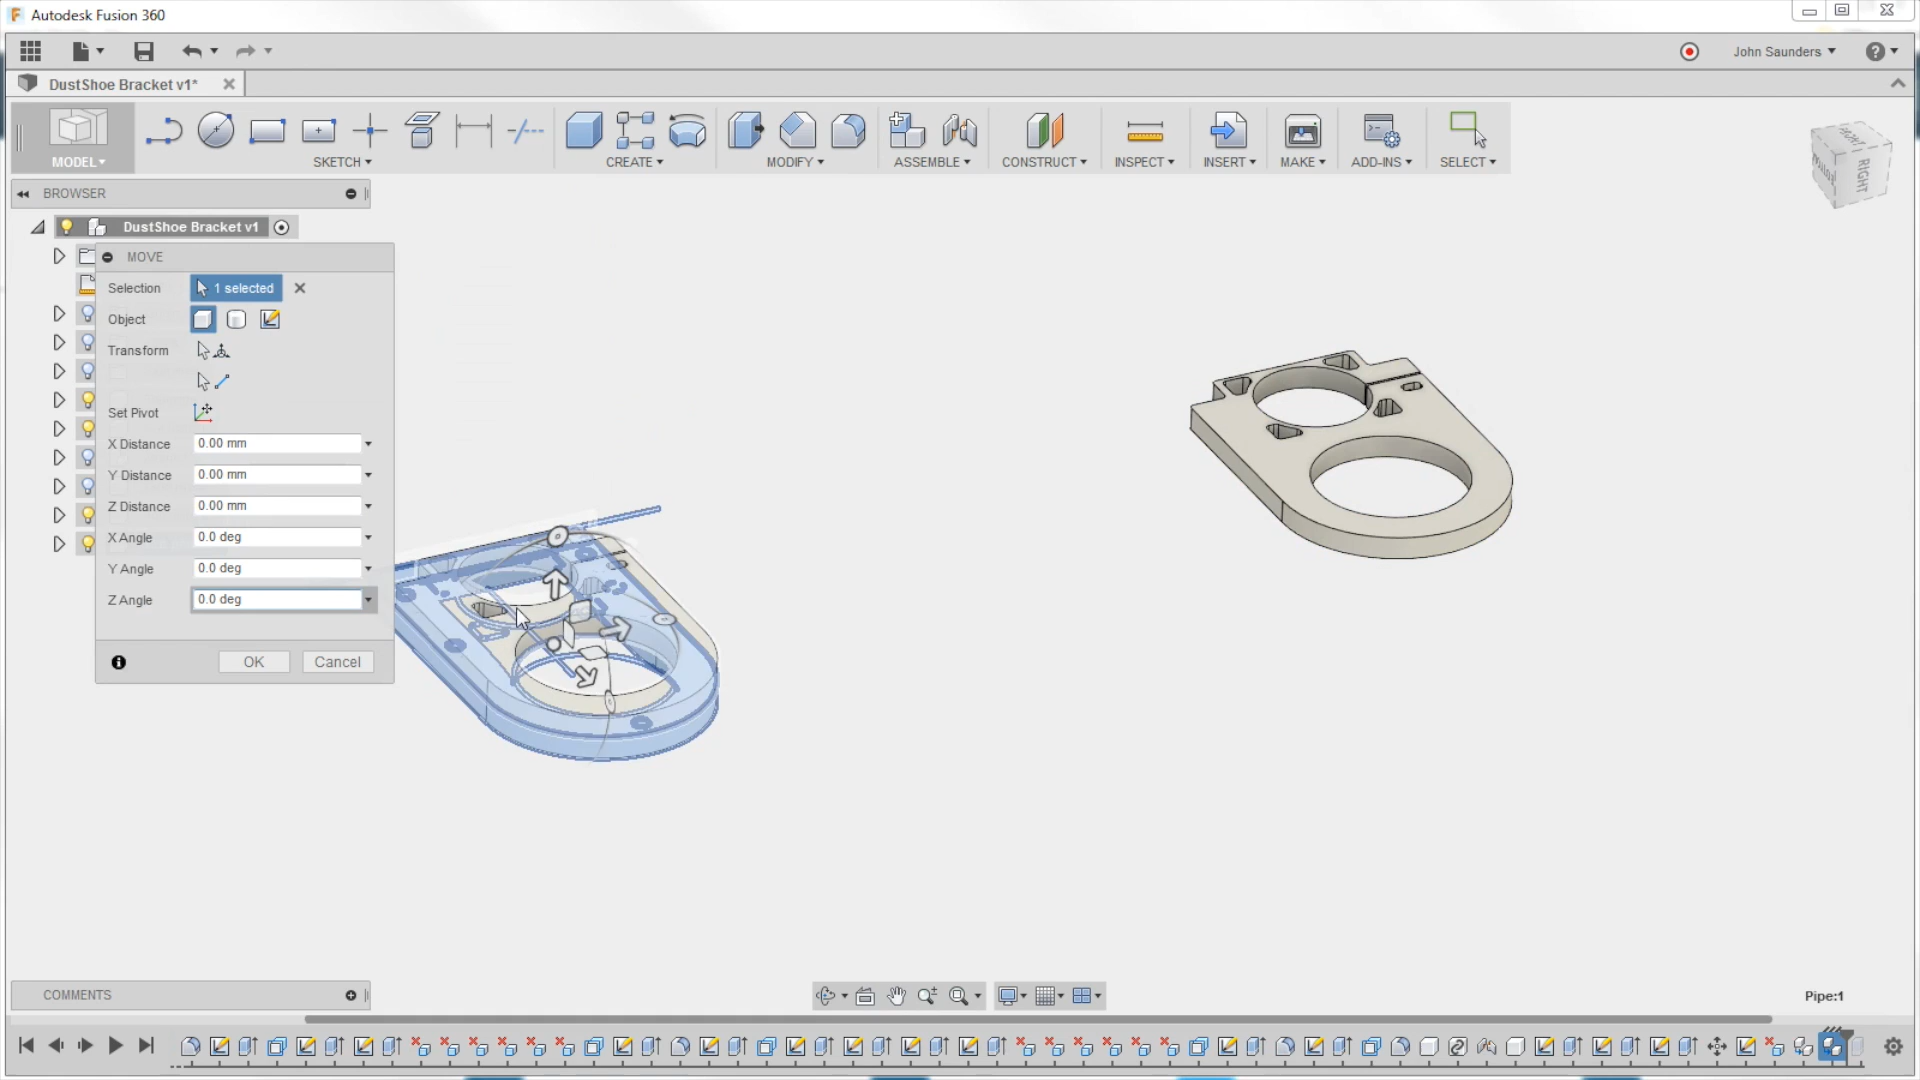 Autodesk Fusion 360
John Saunders
DustShoe Bracket v1*
MODEL
SKETCH
CREATE
MODIFY
ASSEMBLE
CONSTRUCT
INSPECT
INSERT
MAKE
ADD-INS
SELECT
RIGHT
BROWSER
DustShoe Bracket v1
MOVE
Selection 1 selected
Object
Transform
Set Pivot
X Distance 0.00 mm
Y Distance 0.00 mm
Z Distance 0.00 mm
X Angle 0.0 deg
Y Angle 0.0 deg
Z Angle 0.0 deg
OK Cancel
COMMENTS
Pipe:1